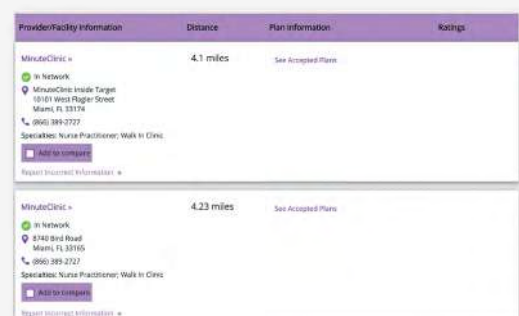 Provider/Facility Information Distance Plan Information Ratings
MinuteClinic » 4.1 miles See Accepted Plans
In Network
MinuteClinic Inside Target
10101 West Flagler Street
Miami, FL 33174
(866) 389-2727
Specialties: Nurse Practitioner; Walk In Clinic
Add to compare
Report Incorrect Information »
MinuteClinic » 4.23 miles See Accepted Plans
In Network
8740 Bird Road
Miami, FL 33165
(866) 389-2727
Specialties: Nurse Practitioner; Walk In Clinic
Add to compare
Report Incorrect Information »